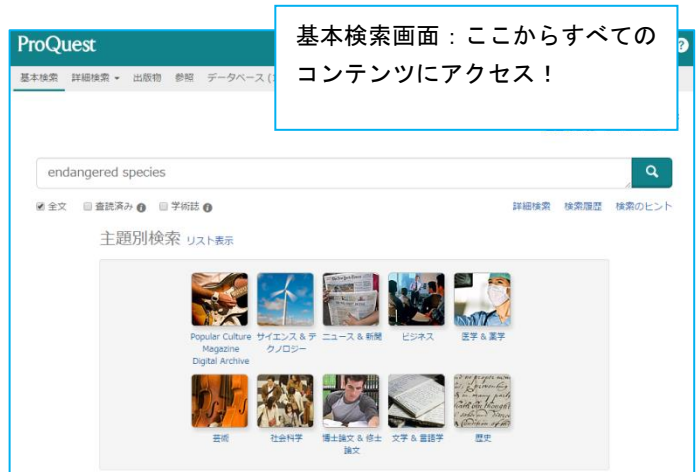 ProQuest
基本検索画面：ここからすべての
コンテンツにアクセス！
?
基本検索 詳細検索 出版物 参照 データベース (
endangered species
全文 査読済み 学術誌 詳細検索 検索履歴 検索のヒント
主題別検索 リスト表示
Popular Culture Magazine Digital Archive
サイエンス & テクノロジー
ニュース & 新聞
ビジネス
医学 & 薬学
芸術
社会科学
博士論文 & 修士論文
文学 & 言語学
歴史